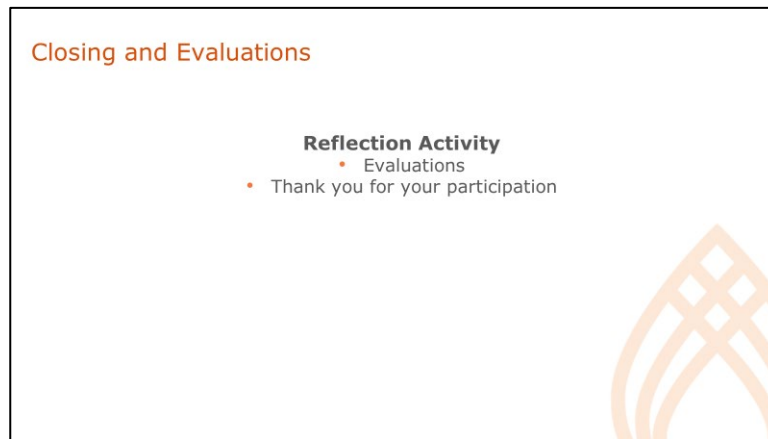 Closing and Evaluations
Reflection Activity
• Evaluations
• Thank you for your participation